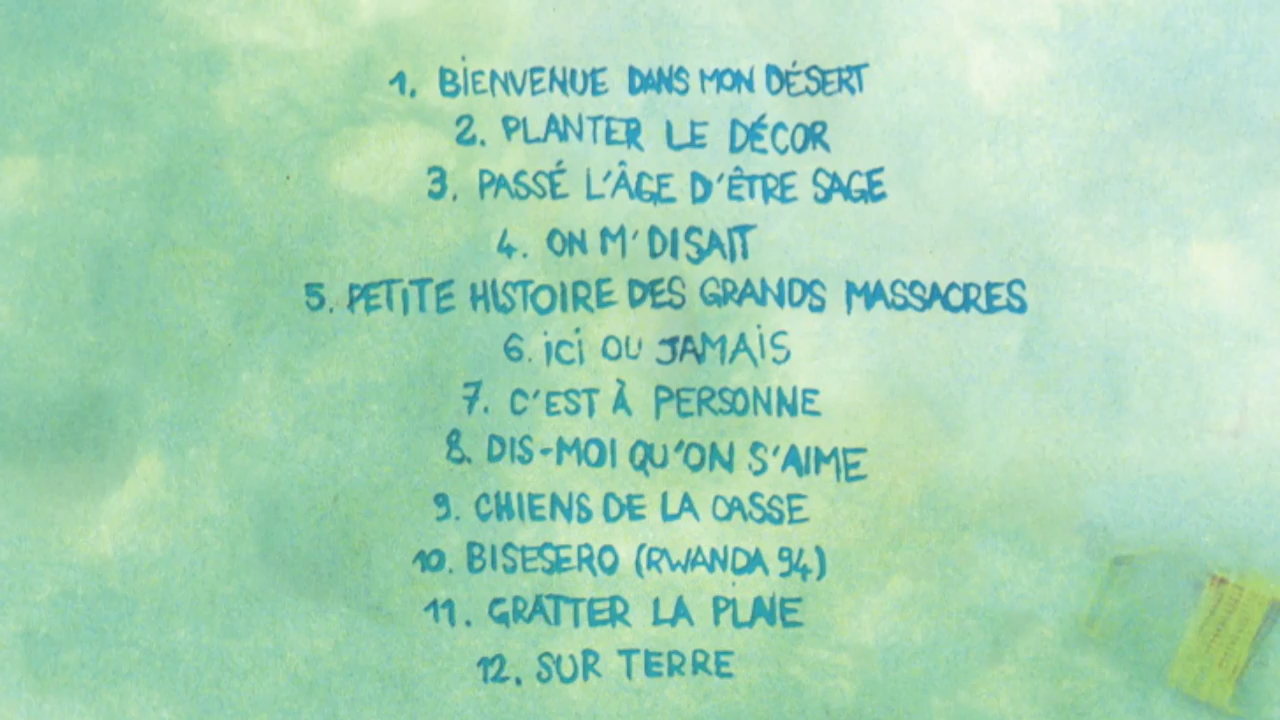 1. BIENVENUE DANS MON DÉSERT
2. PLANTER LE DÉCOR
3. PASSÉ L'ÂGE D'ÊTRE SAGE
4. ON M'DISAIT
5. PETITE HISTOIRE DES GRANDS MASSACRES
6. ICI OU JAMAIS
7. C'EST À PERSONNE
8. DIS-MOI QU'ON S'AIME
9. CHIENS DE LA CASSE
10. BISESERO (RWANDA 94)
11. GRATTER LA PLAIE
12. SUR TERRE